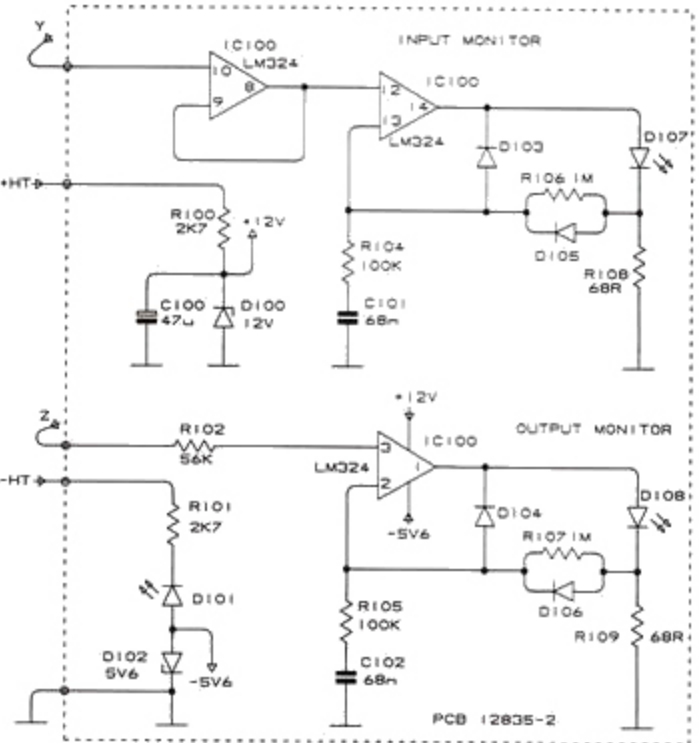 Y
IC100
LM324
INPUT MONITOR
10
8
9
IC100
12
14
13
LM324
D103
D107
+HT
R106 1M
D105
R100
2K7
+12V
R104
100K
R108
68R
C100
47u
D100
12V
C101
68n
+12V
Z
R102
56K
IC100
OUTPUT MONITOR
LM324
3
1
2
-HT
D108
R101
2K7
-5V6
D104
R107 1M
D101
D106
R105
100K
R109
68R
D102
5V6
-5V6
C102
68n
PCB 12835-2